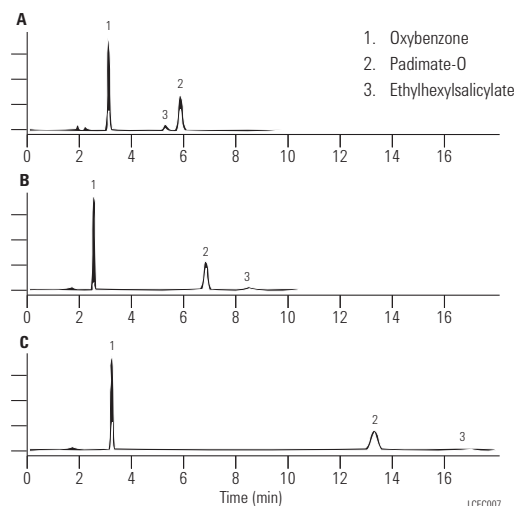 A
1
2
3
1. Oxybenzone
2. Padimate-O
3. Ethylhexylsalicylate
0 2 4 6 8 10 12 14 16
B
1
2
3
0 2 4 6 8 10 12 14 16
C
1
2
3
0 2 4 6 8 10 12 14 16
Time (min)
LCEC007